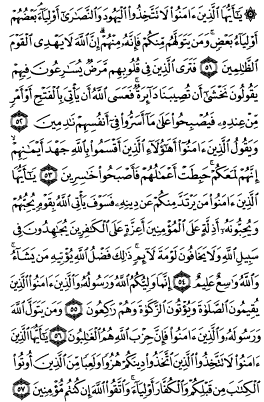 ۞ يَـٰٓأَيُّهَا ٱلَّذِينَ ءَامَنُوا۟ لَا تَتَّخِذُوا۟ ٱلْيَهُودَ وَٱلنَّصَـٰرَىٰٓ أَوْلِيَآءَۘ بَعْضُهُمْ
أَوْلِيَآءُ بَعْضٍۚ وَمَن يَتَوَلَّهُم مِّنكُمْ فَإِنَّهُۥ مِنْهُمْۗ إِنَّ ٱللَّهَ لَا يَهْدِى ٱلْقَوْمَ
ٱلظَّـٰلِمِينَ ٥١ فَتَرَى ٱلَّذِينَ فِى قُلُوبِهِم مَّرَضٌ يُسَـٰرِعُونَ فِيهِمْ
يَقُولُونَ نَخْشَىٰٓ أَن تُصِيبَنَا دَآئِرَةٌۚ فَعَسَى ٱللَّهُ أَن يَأْتِىَ بِٱلْفَتْحِ أَوْ أَمْرٍ
مِّنْ عِندِهِۦ فَيُصْبِحُوا۟ عَلَىٰ مَآ أَسَرُّوا۟ فِىٓ أَنفُسِهِمْ نَـٰدِمِينَ ٥٢
وَيَقُولُ ٱلَّذِينَ ءَامَنُوٓا۟ أَهَـٰٓؤُلَآءِ ٱلَّذِينَ أَقْسَمُوا۟ بِٱللَّهِ جَهْدَ أَيْمَـٰنِهِمْۙ
إِنَّهُمْ لَمَعَكُمْۚ حَبِطَتْ أَعْمَـٰلُهُمْ فَأَصْبَحُوا۟ خَـٰسِرِينَ ٥٣ يَـٰٓأَيُّهَا
ٱلَّذِينَ ءَامَنُوا۟ مَن يَرْتَدَّ مِنكُمْ عَن دِينِهِۦ فَسَوْفَ يَأْتِى ٱللَّهُ بِقَوْمٍ يُحِبُّهُمْ
وَيُحِبُّونَهُۥٓ أَذِلَّةٍ عَلَى ٱلْمُؤْمِنِينَ أَعِزَّةٍ عَلَى ٱلْكَـٰفِرِينَ يُجَـٰهِدُونَ فِى
سَبِيلِ ٱللَّهِ وَلَا يَخَافُونَ لَوْمَةَ لَآئِمٍۚ ذَٰلِكَ فَضْلُ ٱللَّهِ يُؤْتِيهِ مَن يَشَآءُۚ
وَٱللَّهُ وَٰسِعٌ عَلِيمٌ ٥٤ إِنَّمَا وَلِيُّكُمُ ٱللَّهُ وَرَسُولُهُۥ وَٱلَّذِينَ ءَامَنُوا۟ ٱلَّذِينَ
يُقِيمُونَ ٱلصَّلَوٰةَ وَيُؤْتُونَ ٱلزَّكَوٰةَ وَهُمْ رَٰكِعُونَ ٥٥ وَمَن يَتَوَلَّ ٱللَّهَ
وَرَسُولَهُۥ وَٱلَّذِينَ ءَامَنُوا۟ فَإِنَّ حِزْبَ ٱللَّهِ هُمُ ٱلْغَـٰلِبُونَ ٥٦ يَـٰٓأَيُّهَا ٱلَّذِينَ
ءَامَنُوا۟ لَا تَتَّخِذُوا۟ ٱلَّذِينَ ٱتَّخَذُوا۟ دِينَكُمْ هُزُوًا وَلَعِبًا مِّنَ ٱلَّذِينَ أُوتُوا۟
ٱلْكِتَـٰبَ مِن قَبْلِكُمْ وَٱلْكُفَّارَ أَوْلِيَآءَۚ وَٱتَّقُوا۟ ٱللَّهَ إِن كُنتُم مُّؤْمِنِينَ ٥٧